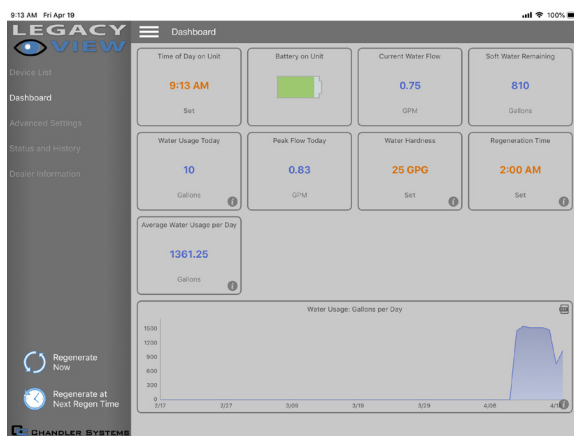 9:13 AM Fri Apr 19
100%
LEGACY
VIEW
Device List
Dashboard
Advanced Settings
Status and History
Dealer Information
Regenerate
Now
Regenerate at
Next Regen Time
CHANDLER SYSTEMS
Dashboard
Time of Day on Unit
9:13 AM
Set
Battery on Unit
Current Water Flow
0.75
GPM
Soft Water Remaining
810
Gallons
Water Usage Today
10
Gallons
i
Peak Flow Today
0.83
GPM
Water Hardness
25 GPG
Set
i
Regeneration Time
2:00 AM
Set
i
Average Water Usage per Day
1361.25
Gallons
i
Water Usage: Gallons per Day
1500
1200
900
600
300
0
2/17
2/27
3/09
3/19
3/29
4/08
i